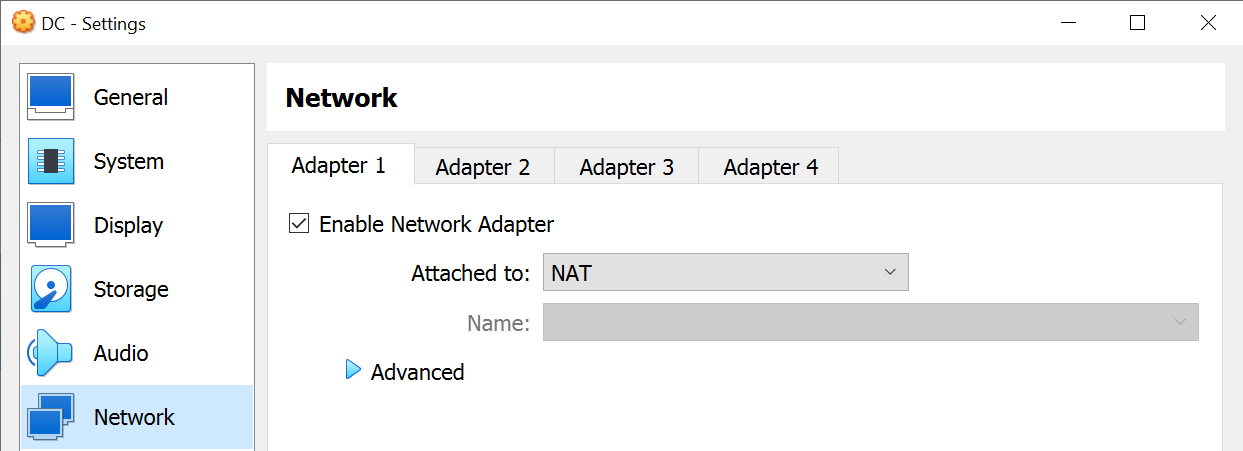 DC - Settings
General
System
Display
Storage
Audio
Network
Network
Adapter 1 Adapter 2 Adapter 3 Adapter 4
Enable Network Adapter
Attached to: NAT
Name:
Advanced